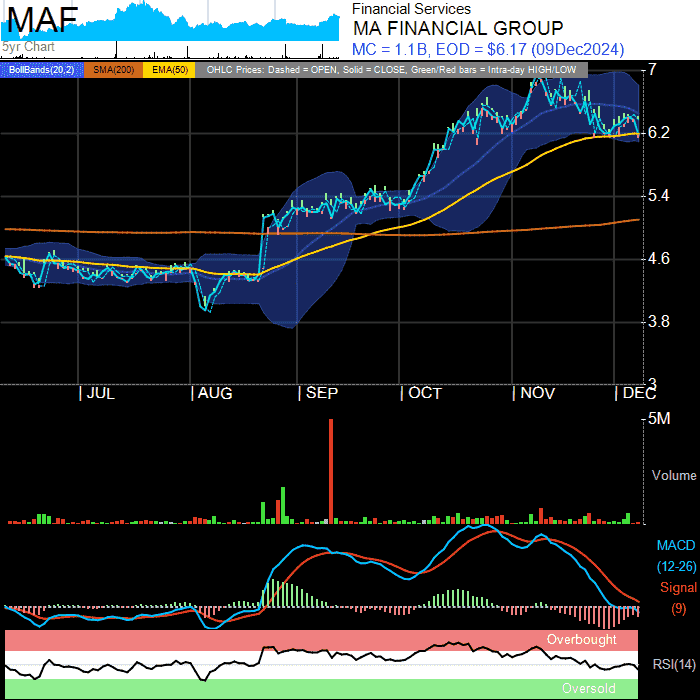 MAF
5yr Chart
Financial Services
MA FINANCIAL GROUP
MC = 1.1B, EOD = $6.17 (09Dec2024)
BollBands(20,2) SMA(200) EMA(50) OHLC Prices: Dashed = OPEN, Solid = CLOSE, Green/Red bars = Intra-day HIGH/LOW
7
6.2
5.4
4.6
3.8
3
JUL AUG SEP OCT NOV DEC
5M
Volume
MACD
(12-26)
Signal
(9)
Overbought
RSI(14)
Oversold